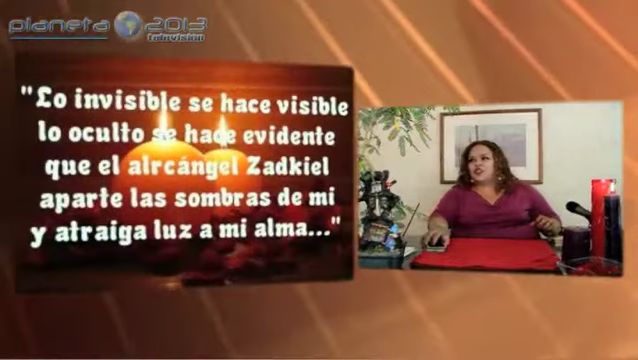 planeta 2013
televisión
"Lo invisible se hace visible
lo oculto se hace evidente
que el alrcángel Zadkiel
aparte las sombras de mi
y atraiga luz a mi alma..."